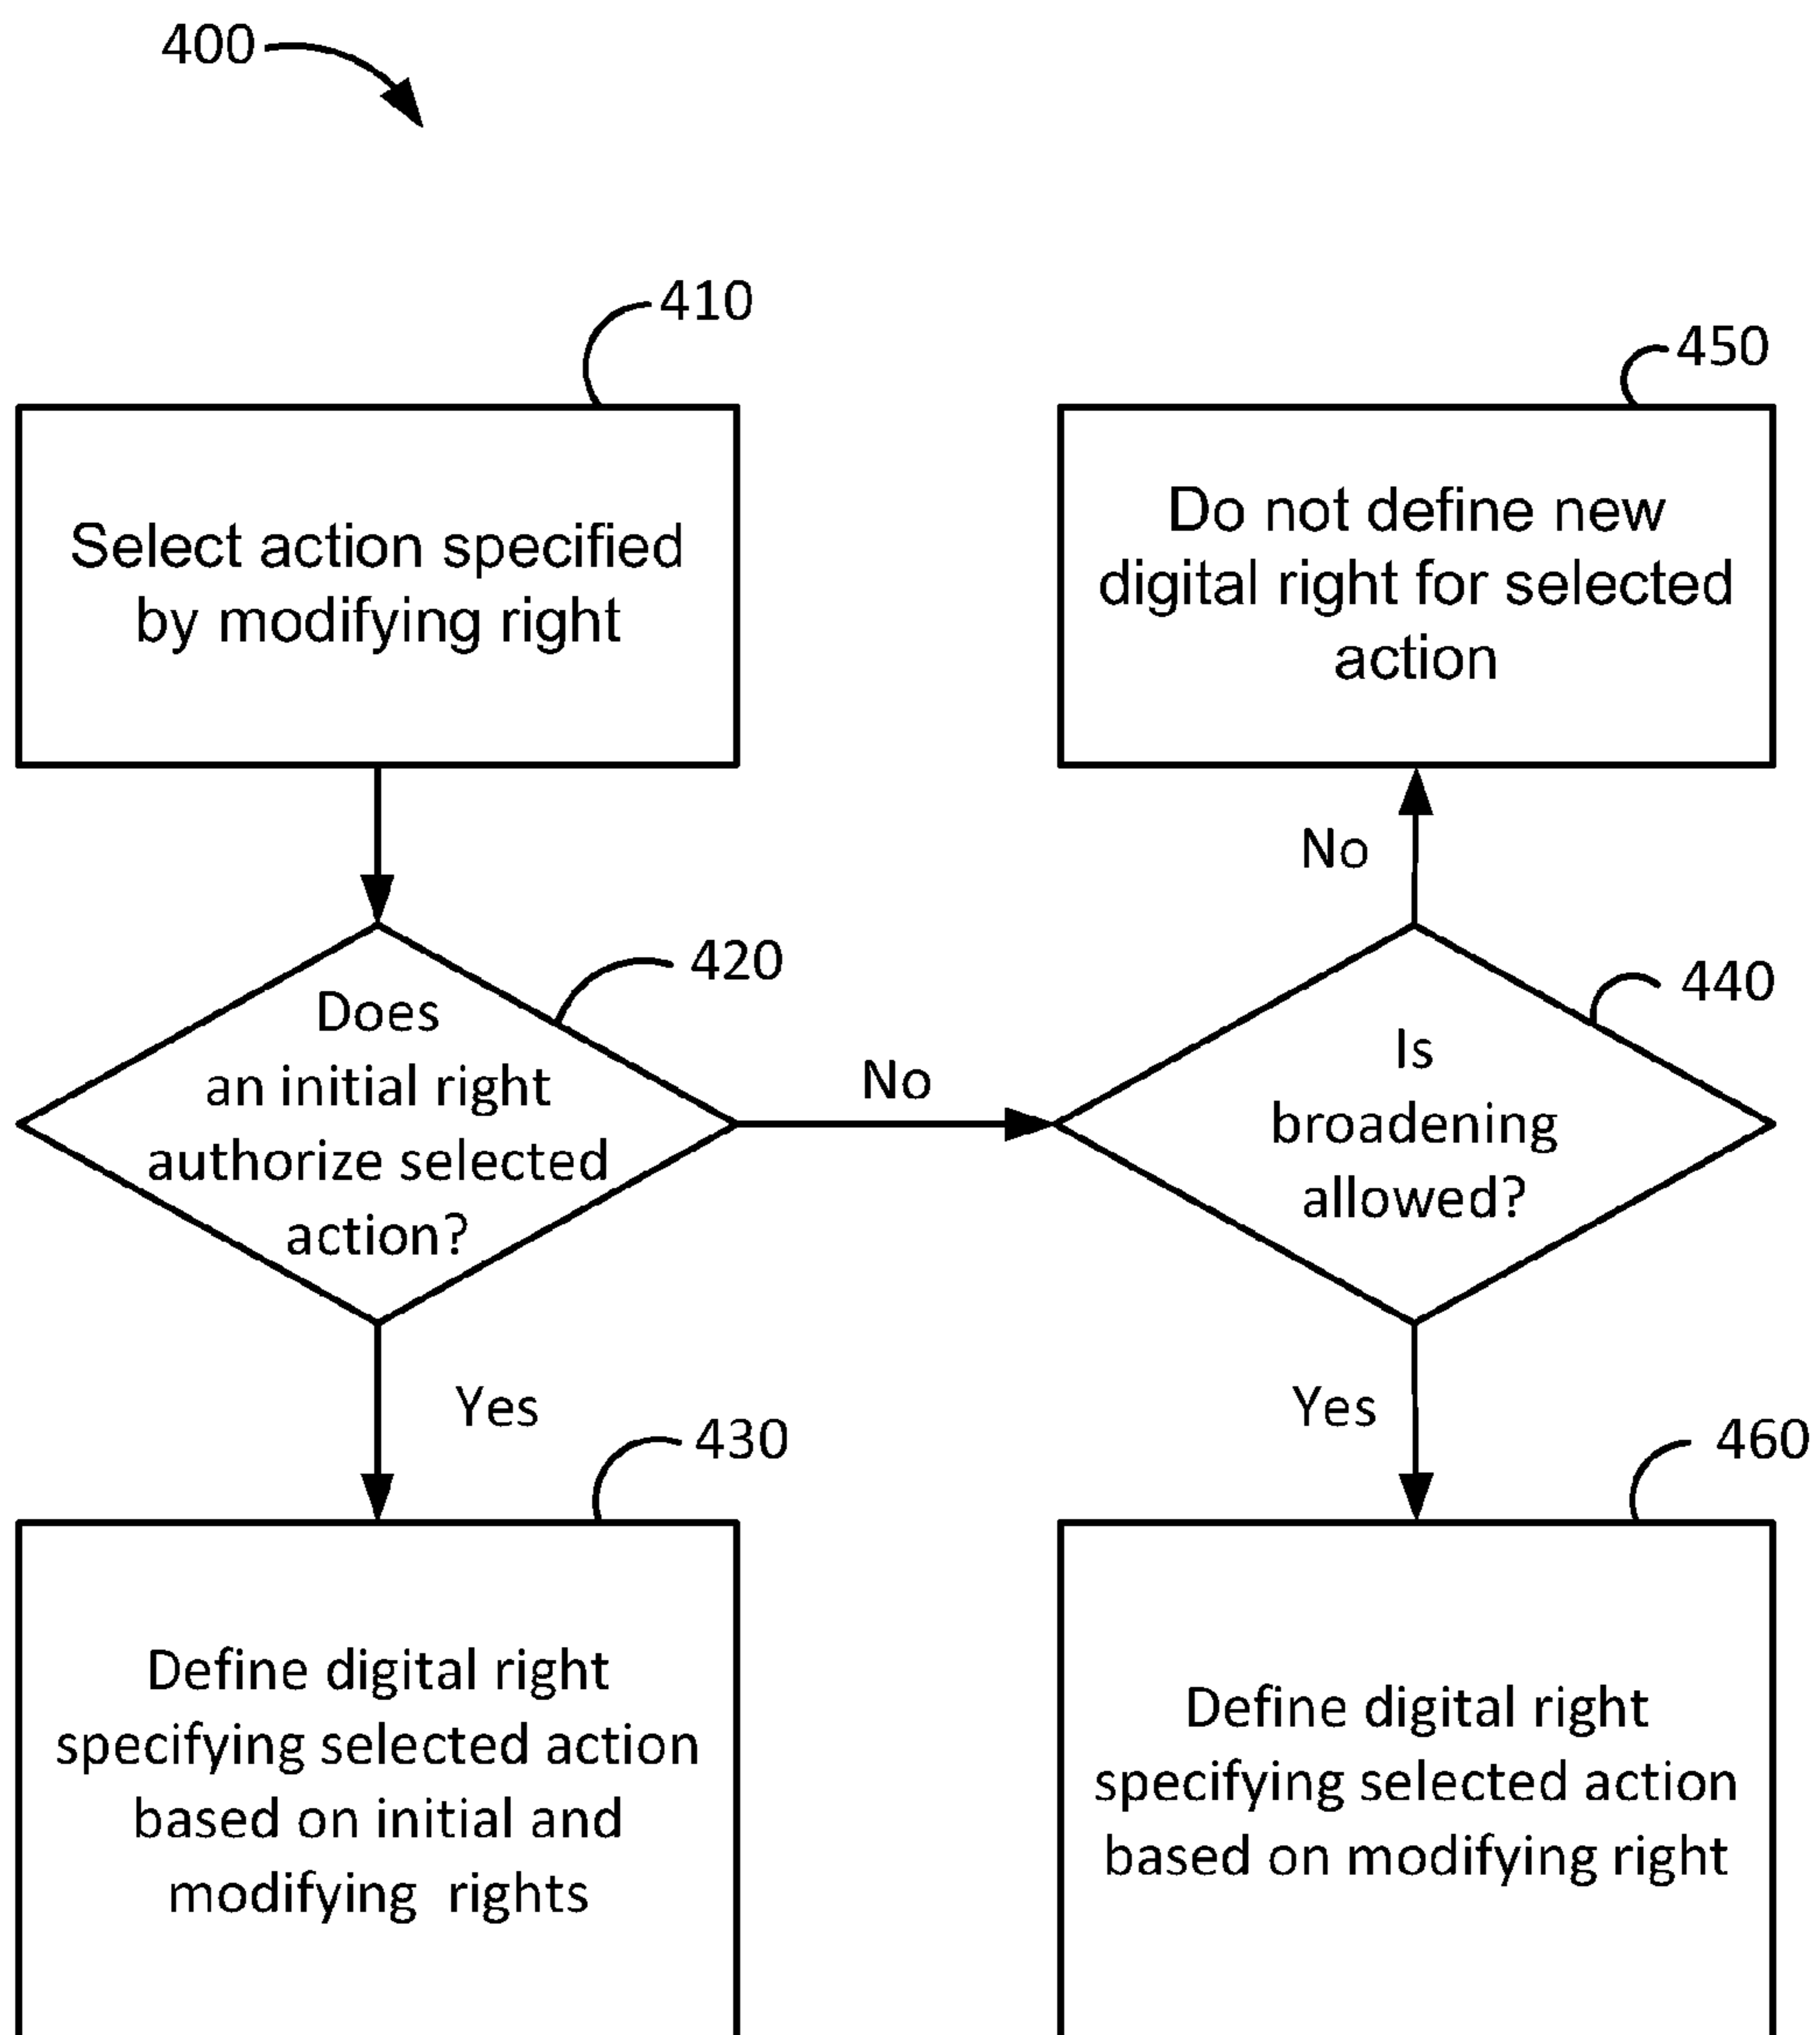 400
410
Select action specified
by modifying right
450
Do not define new
digital right for selected
action
No
420
Does
an initial right
authorize selected
action?
No
440
Is
broadening
allowed?
Yes
430
Define digital right
specifying selected action
based on initial and
modifying rights
Yes
460
Define digital right
specifying selected action
based on modifying right